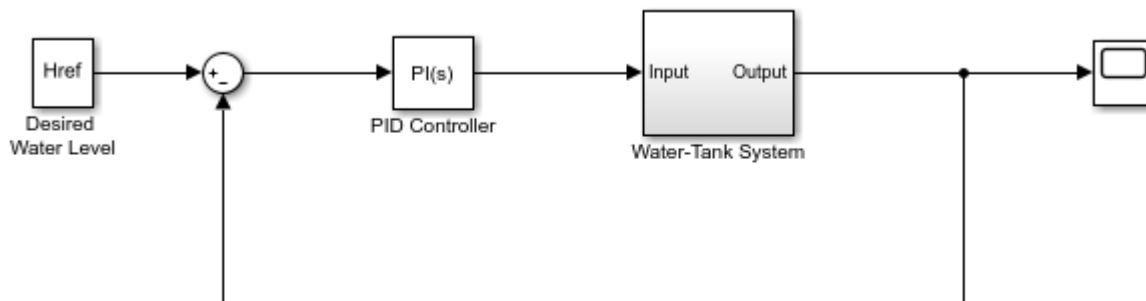 Href
+
−
PI(s)
Input
Output
Desired
Water Level
PID Controller
Water-Tank System